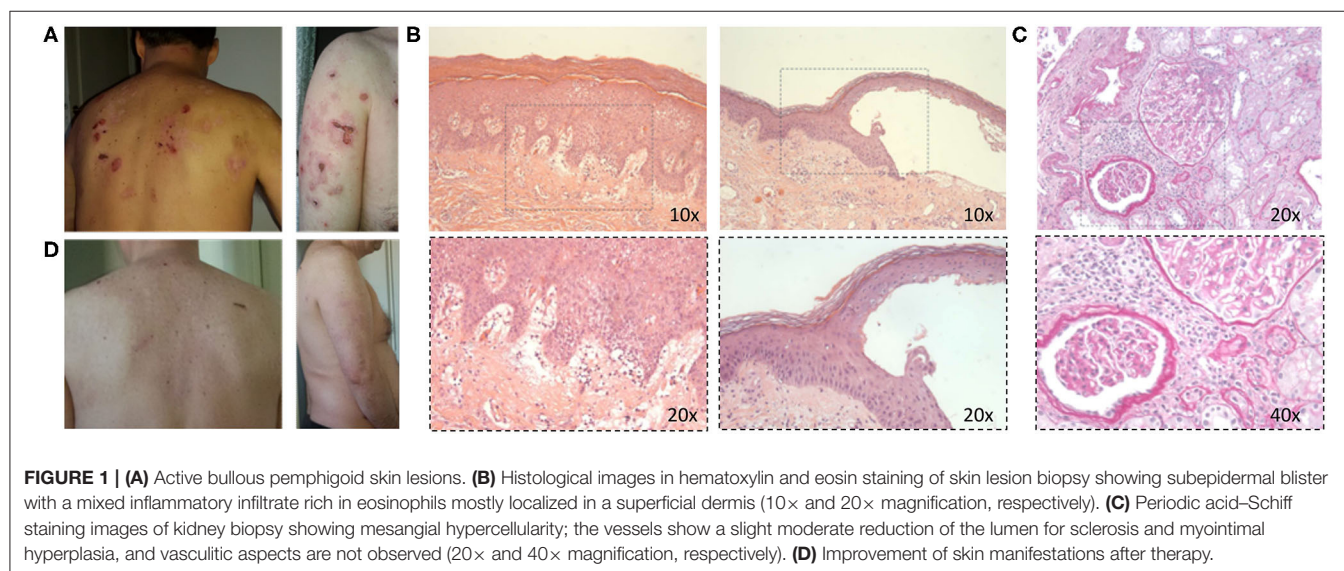 A
B
C
10x
10x
20x
D
20x
20x
40x
FIGURE 1 | (A) Active bullous pemphigoid skin lesions. (B) Histological images in hematoxylin and eosin staining of skin lesion biopsy showing subepidermal blister
with a mixed inflammatory infiltrate rich in eosinophils mostly localized in a superficial dermis (10× and 20× magnification, respectively). (C) Periodic acid–Schiff
staining images of kidney biopsy showing mesangial hypercellularity; the vessels show a slight moderate reduction of the lumen for sclerosis and myointimal
hyperplasia, and vasculitic aspects are not observed (20× and 40× magnification, respectively). (D) Improvement of skin manifestations after therapy.